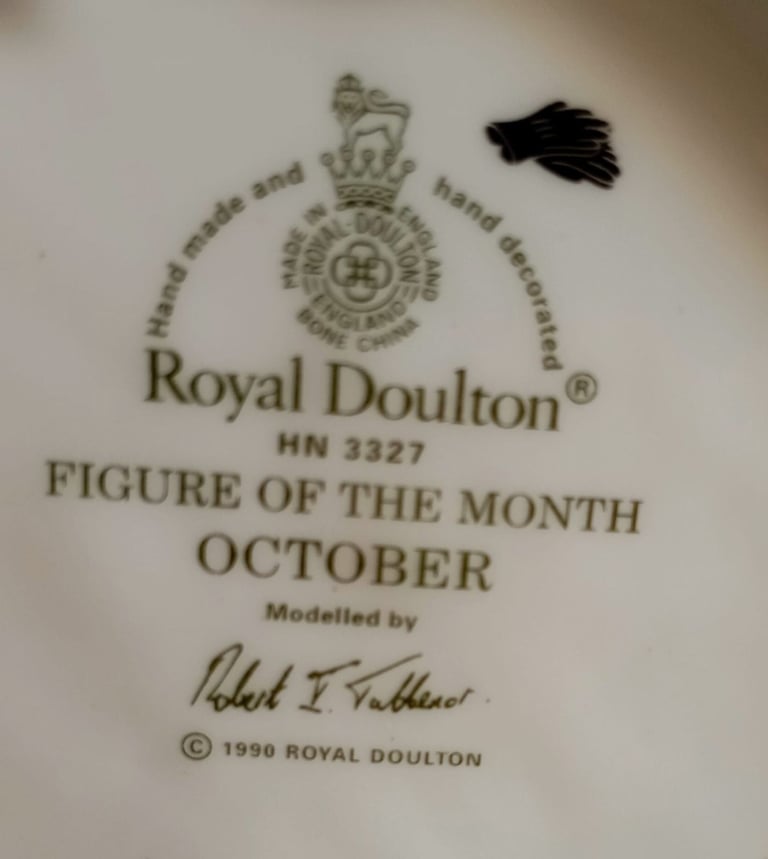 Hand made and hand decorated
MADE IN ENGLAND
ROYAL·DOULTON
ENGLAND
BONE CHINA
Royal Doulton®
HN 3327
FIGURE OF THE MONTH
OCTOBER
Modelled by
Robert I. Tabbenor.
© 1990 ROYAL DOULTON